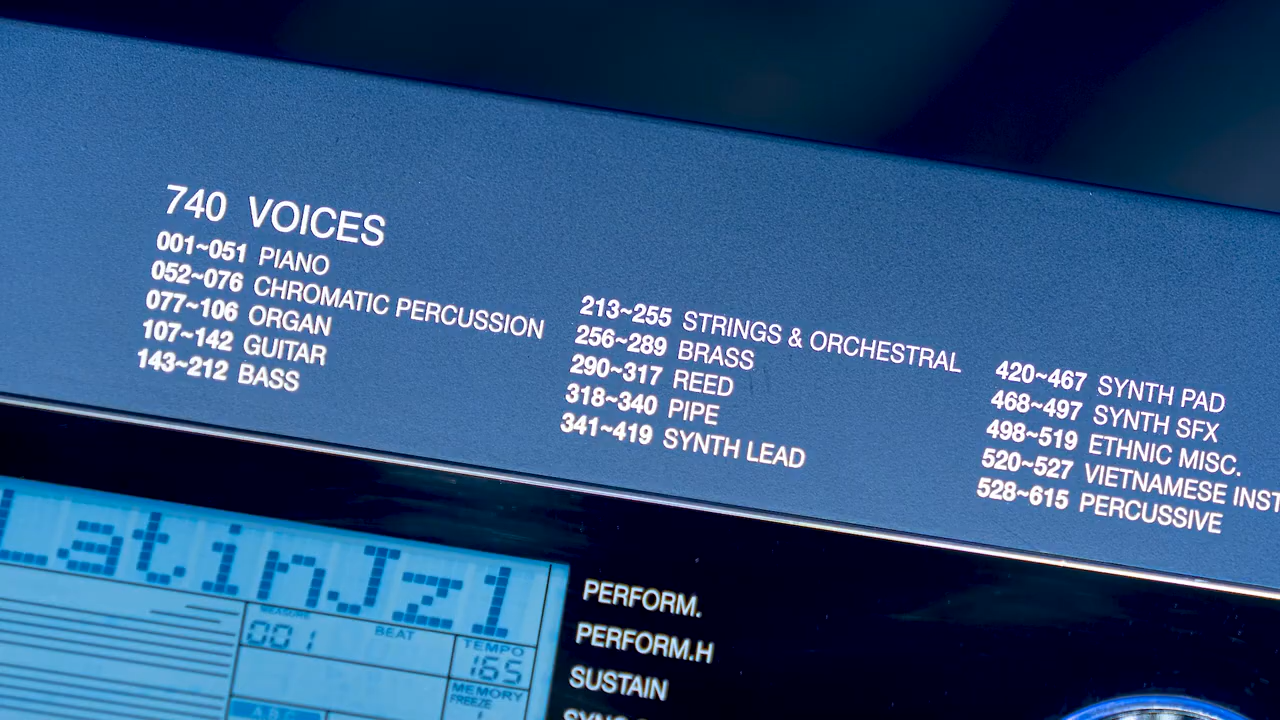 740 VOICES
001~051 PIANO
052~076 CHROMATIC PERCUSSION
077~106 ORGAN
107~142 GUITAR
143~212 BASS
213~255 STRINGS & ORCHESTRAL
256~289 BRASS
290~317 REED
318~340 PIPE
341~419 SYNTH LEAD
420~467 SYNTH PAD
468~497 SYNTH SFX
498~519 ETHNIC MISC.
520~527 VIETNAMESE INST
528~615 PERCUSSIVE
LatinJz1
MEASURE
001
BEAT
TEMPO
165
MEMORY
FREEZE
ABC
PERFORM.
PERFORM.H
SUSTAIN